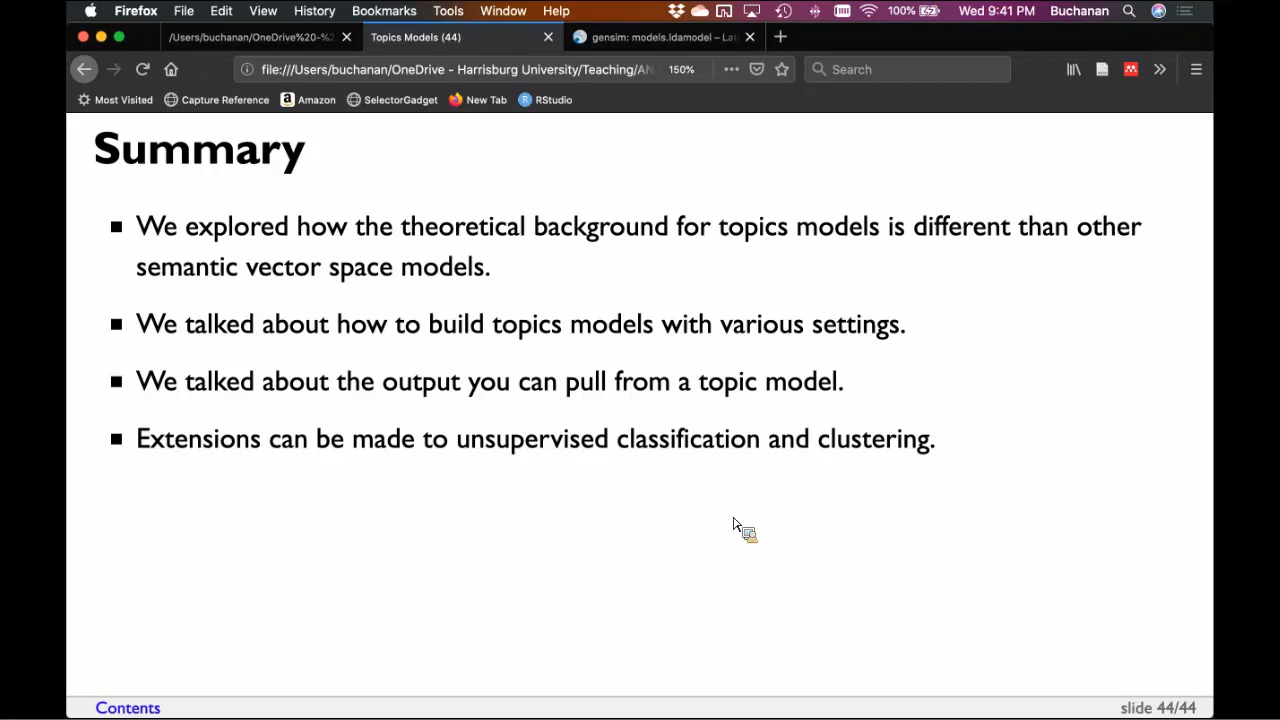 Firefox File Edit View History Bookmarks Tools Window Help 100% Wed 9:41 PM Buchanan
/Users/buchanan/OneDrive%20-% Topics Models (44) gensim: models.ldamodel – Lat
file:///Users/buchanan/OneDrive - Harrisburg University/Teaching/AN 150% Search
Most Visited Capture Reference Amazon SelectorGadget New Tab RStudio
Summary
We explored how the theoretical background for topics models is different than other
semantic vector space models.
We talked about how to build topics models with various settings.
We talked about the output you can pull from a topic model.
Extensions can be made to unsupervised classification and clustering.
Contents slide 44/44